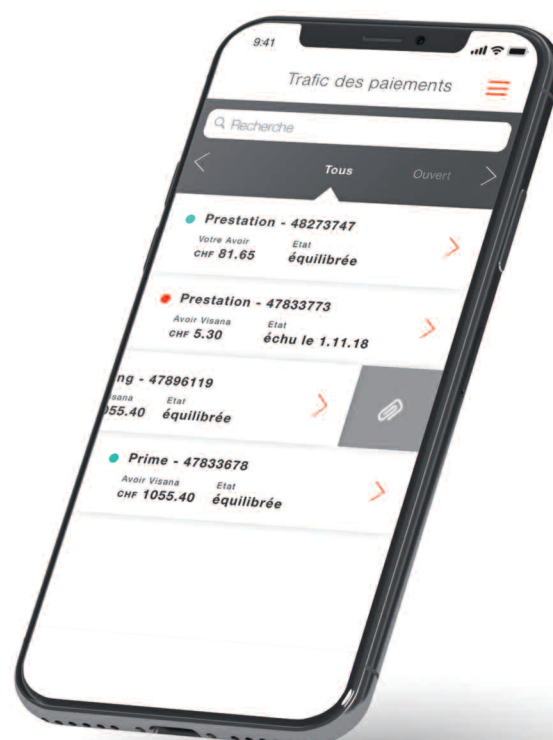 9:41
Trafic des paiements
Recherche
Tous Ouvert
Prestation - 48273747
Votre Avoir Etat
CHF 81.65 équilibrée
Prestation - 47833773
Avoir Visana Etat
CHF 5.30 échu le 1.11.18
ng - 47896119
sana Etat
055.40 équilibrée
Prime - 47833678
Avoir Visana Etat
CHF 1055.40 équilibrée